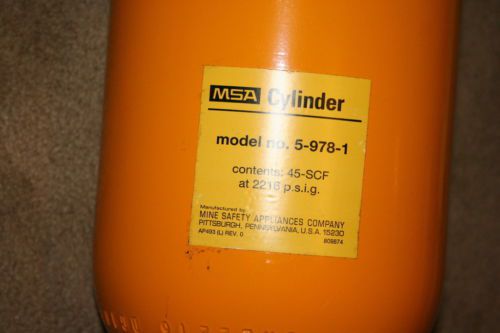 MSA Cylinder
model no. 5-978-1
contents: 45-SCF
at 2216 p.s.i.g.
Manufactured by
MINE SAFETY APPLIANCES COMPANY
PITTSBURGH, PENNSYLVANIA, U.S.A. 15230
AP493 (L) REV. 0 809874